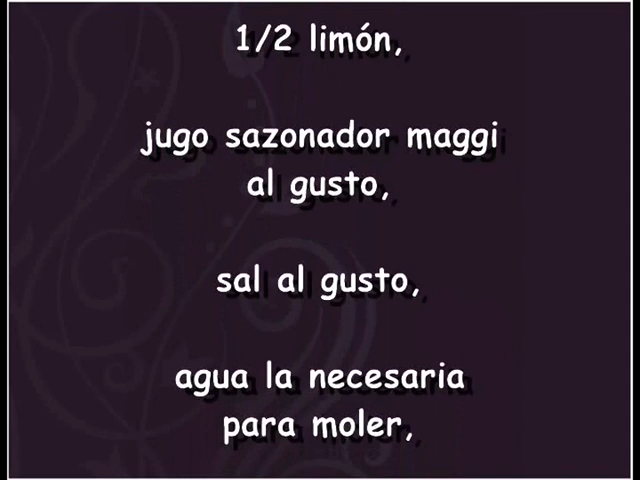 1/2 limón,
jugo sazonador maggi
al gusto,
sal al gusto,
agua la necesaria
para moler,